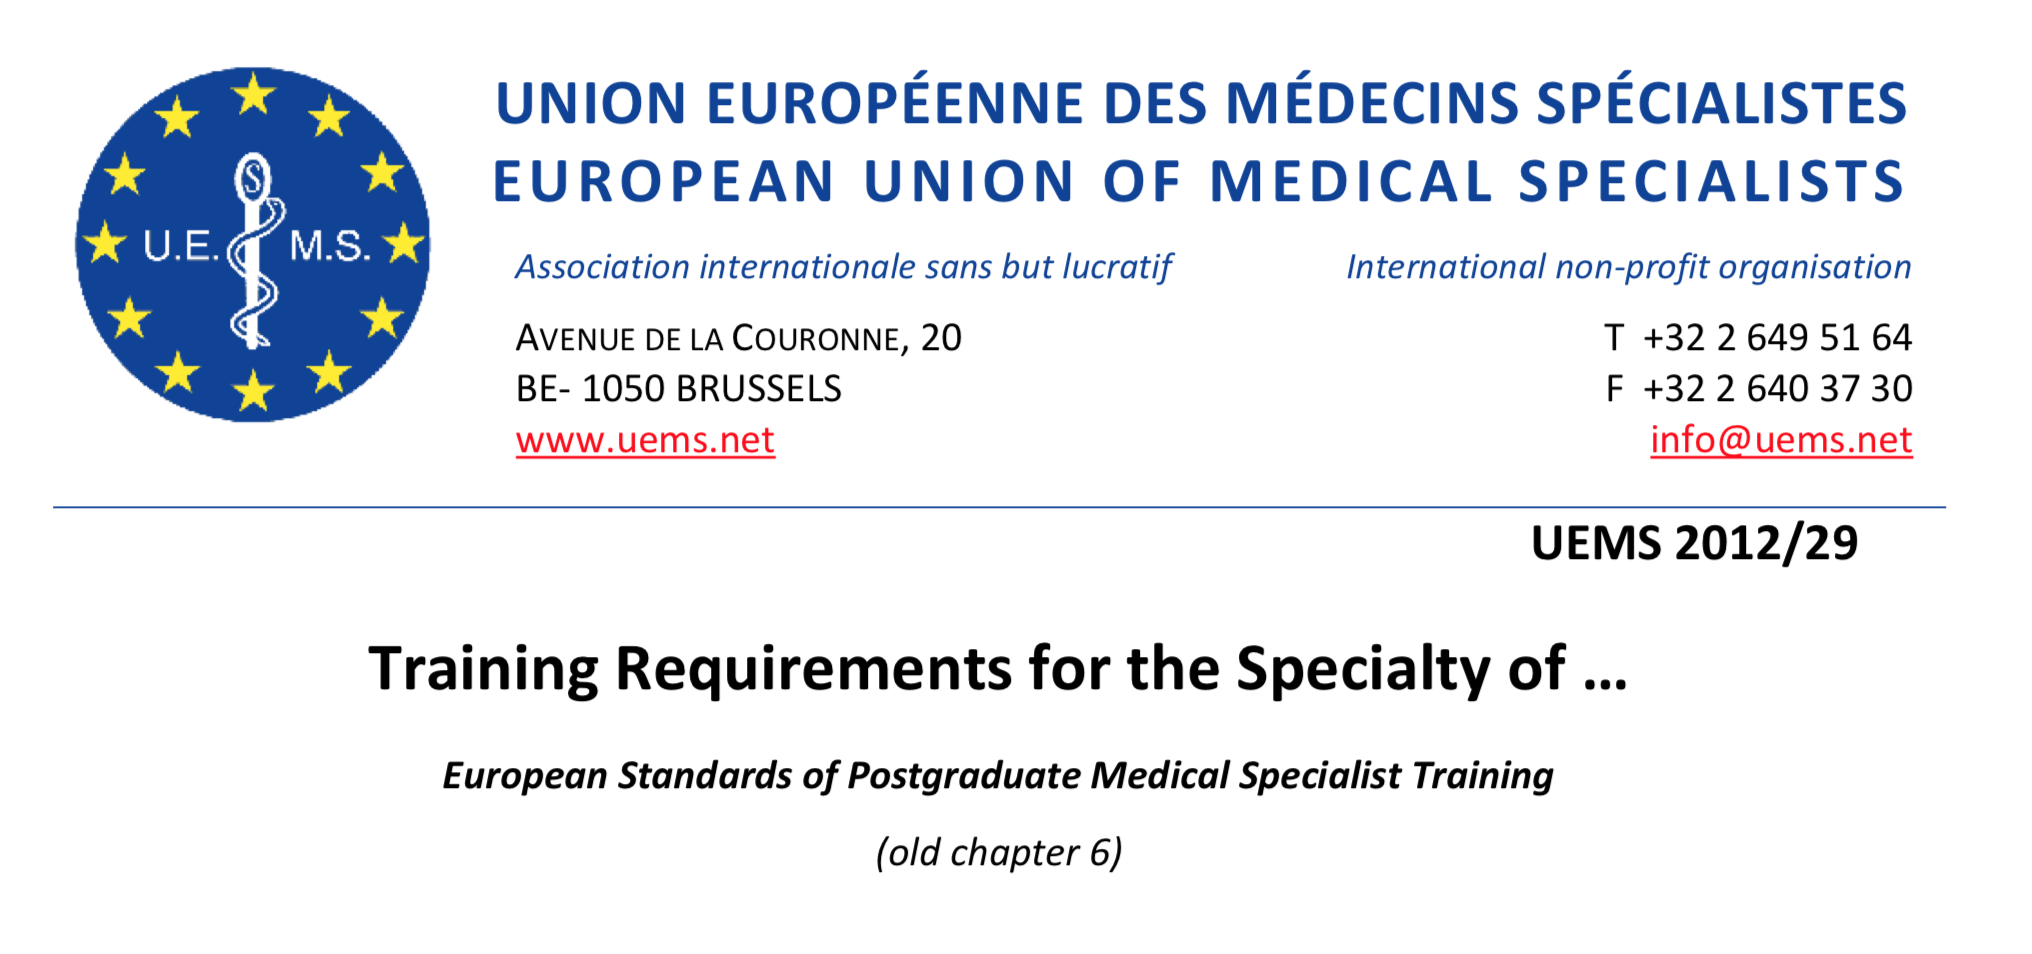 UNION EUROPÉENNE DES MÉDECINS SPÉCIALISTES
EUROPEAN UNION OF MEDICAL SPECIALISTS
S
U.E. M.S.
Association internationale sans but lucratif International non-profit organisation
AVENUE DE LA COURONNE, 20 T +32 2 649 51 64
BE- 1050 BRUSSELS F +32 2 640 37 30
www.uems.net info@uems.net
UEMS 2012/29
Training Requirements for the Specialty of …
European Standards of Postgraduate Medical Specialist Training
(old chapter 6)